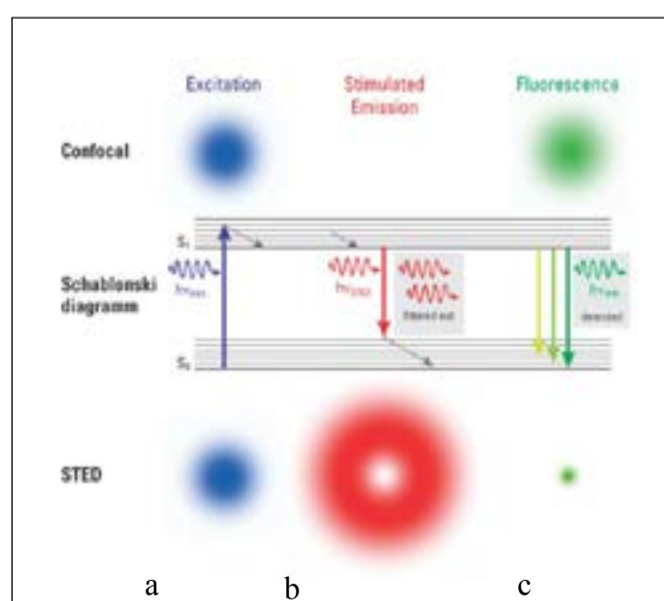 Excitation
Stimulated
Emission
Fluorescence
Confocal
S₁
Schablonski
diagramm
filtered out
detected
S₀
STED
a b c